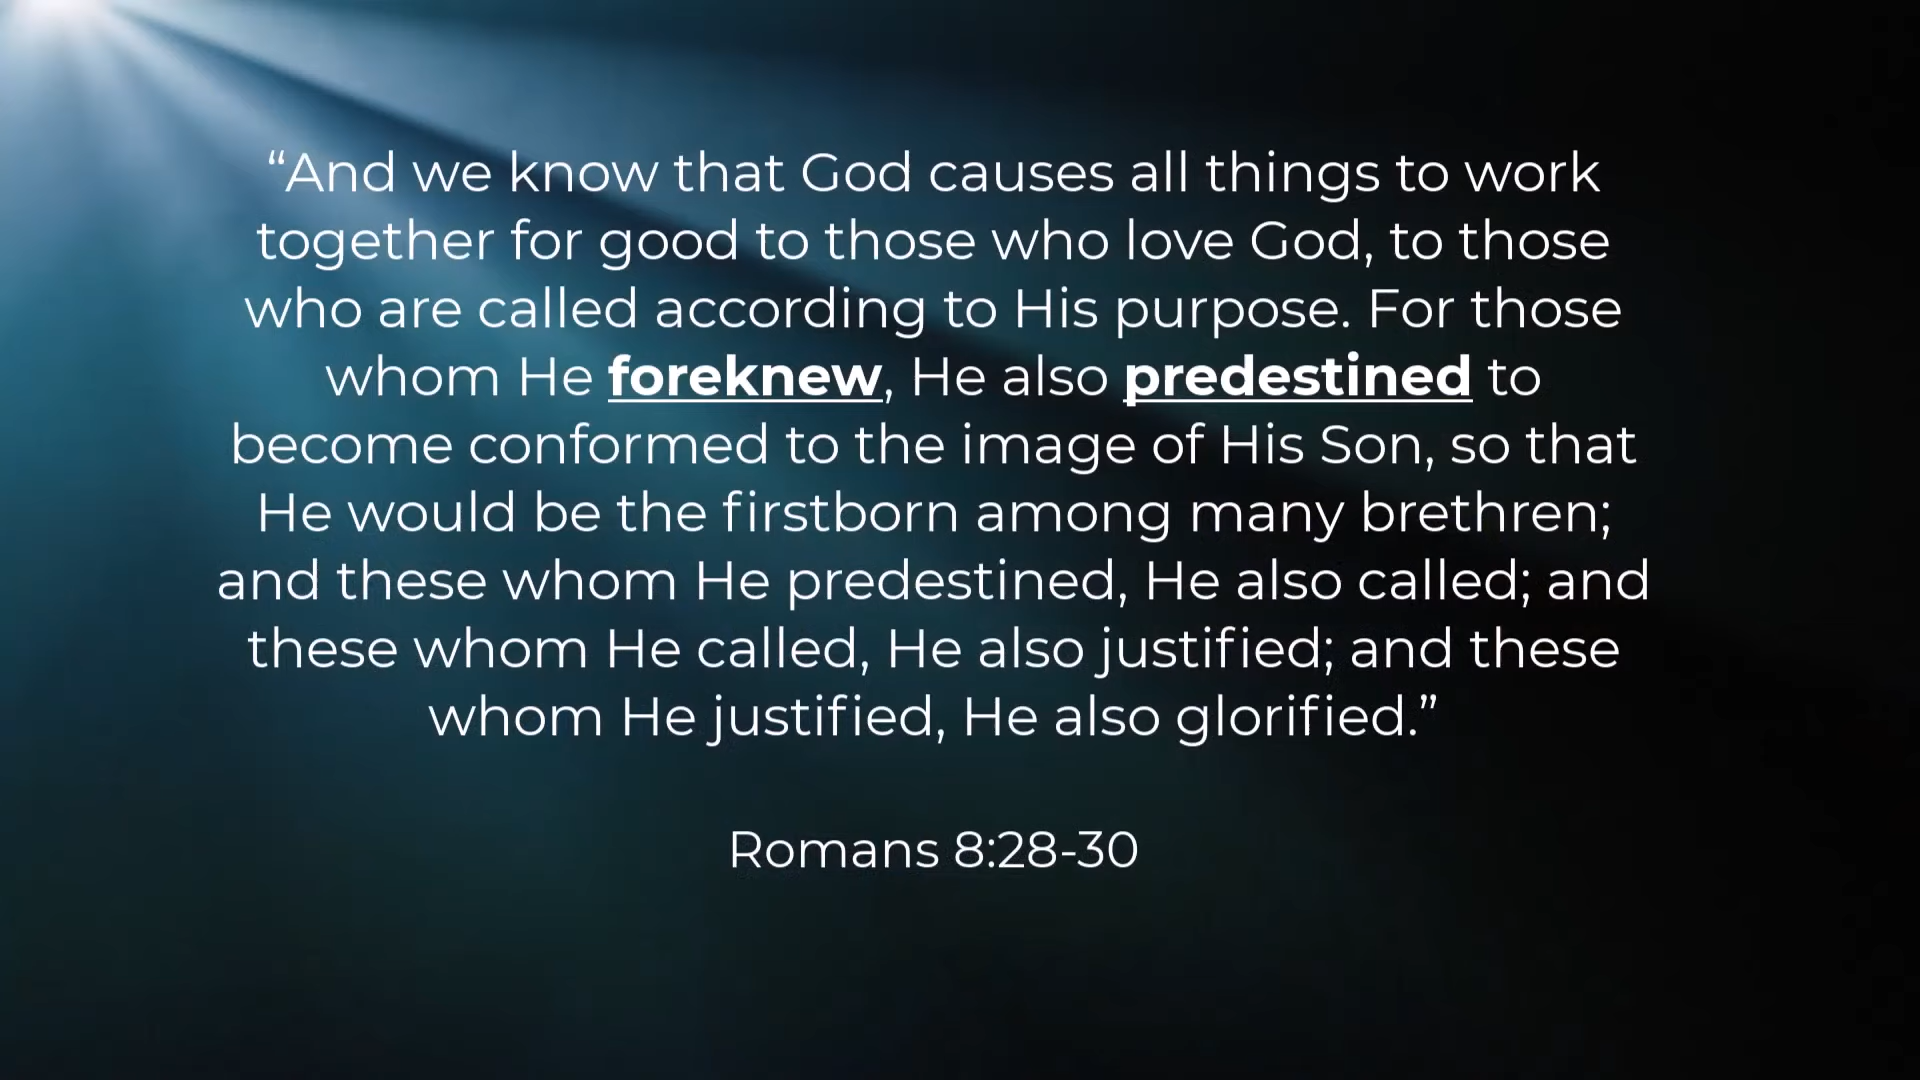 “And we know that God causes all things to work
together for good to those who love God, to those
who are called according to His purpose. For those
whom He foreknew, He also predestined to
become conformed to the image of His Son, so that
He would be the firstborn among many brethren;
and these whom He predestined, He also called; and
these whom He called, He also justified; and these
whom He justified, He also glorified.”
Romans 8:28-30